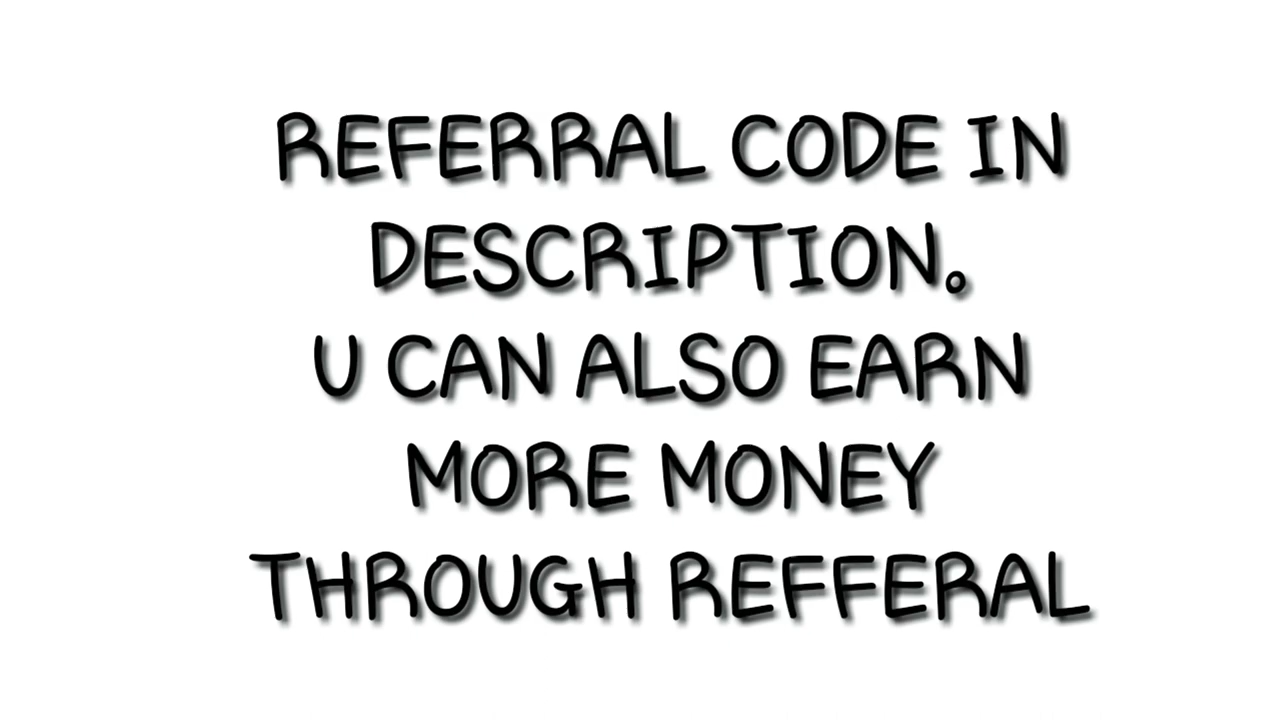 REFERRAL CODE IN
DESCRIPTION.
U CAN ALSO EARN
MORE MONEY
THROUGH REFFERAL